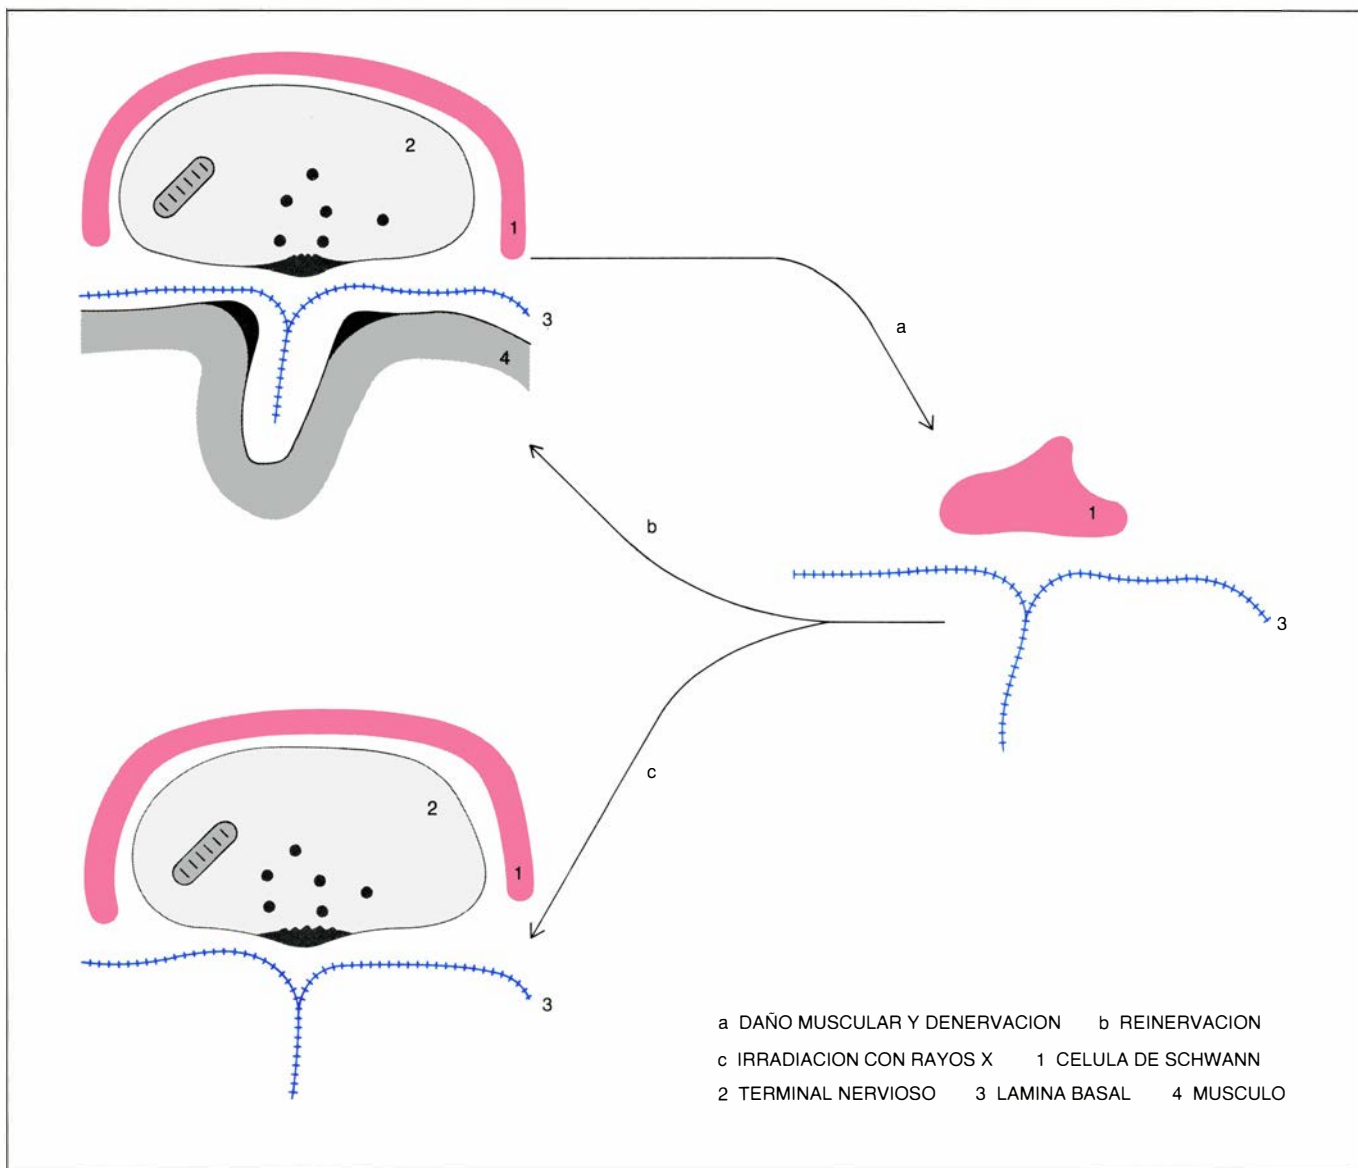 2
1
3
4
a
b
1
3
c
2
1
3
a DAÑO MUSCULAR Y DENERVACION b REINERVACION
c IRRADIACION CON RAYOS X 1 CELULA DE SCHWANN
2 TERMINAL NERVIOSO 3 LAMINA BASAL 4 MUSCULO